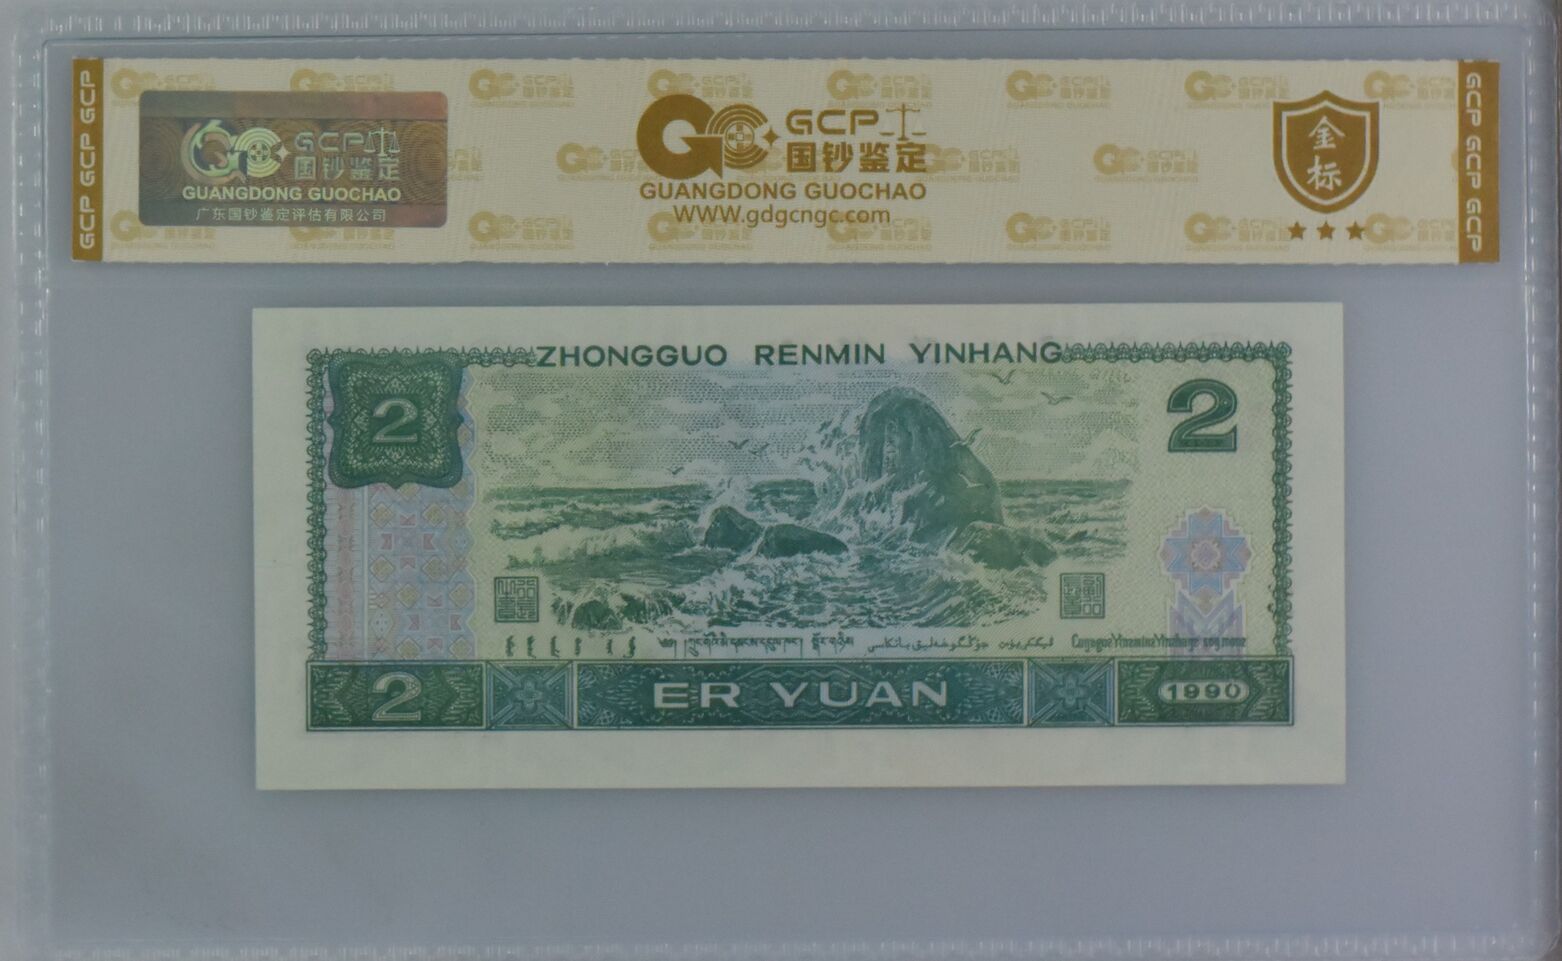 GCP GCP GCP
GCP
国钞鉴定
GUANGDONG GUOCHAO
广东国钞鉴定评估有限公司
GCP
国钞鉴定
GUANGDONG GUOCHAO
WWW.gdgcngc.com
金标
GCP GCP GCP
ZHONGGUO RENMIN YINHANG
2
2
2
ER YUAN
1990